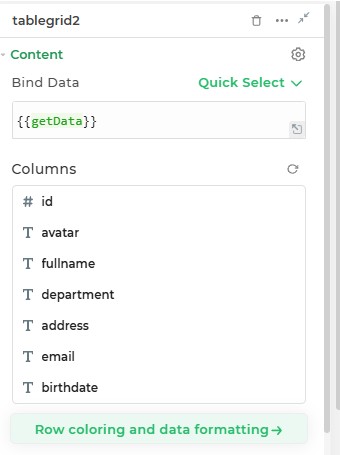 tablegrid2
Content
Bind Data Quick Select
{{getData}}
Columns
# id
T avatar
T fullname
T department
T address
T email
T birthdate
Row coloring and data formatting→